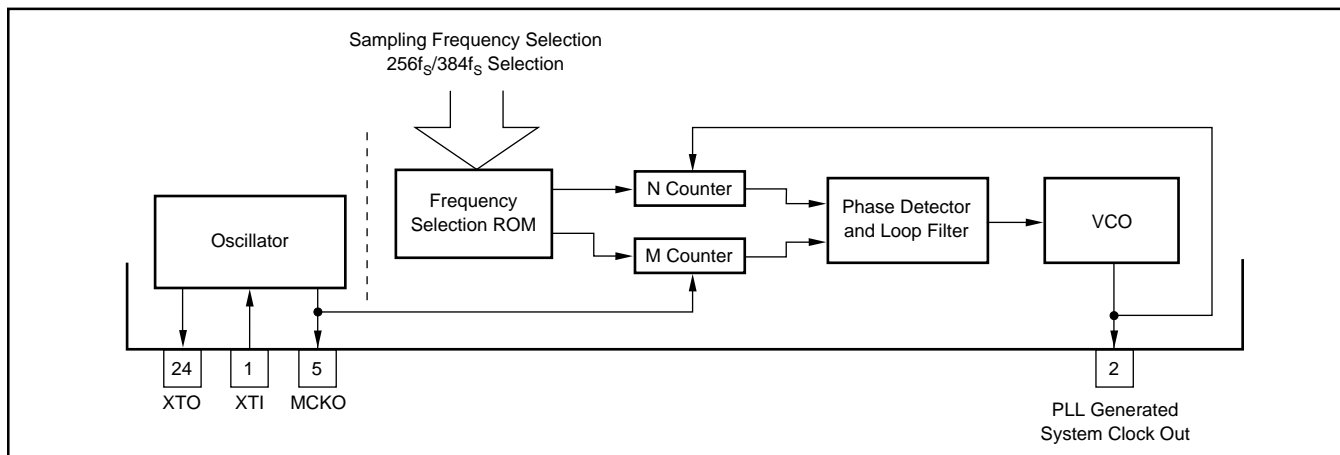 Sampling Frequency Selection
256fS/384fS Selection
Oscillator
Frequency
Selection ROM
N Counter
M Counter
Phase Detector
and Loop Filter
VCO
24
1
5
2
XTO
XTI
MCKO
PLL Generated
System Clock Out